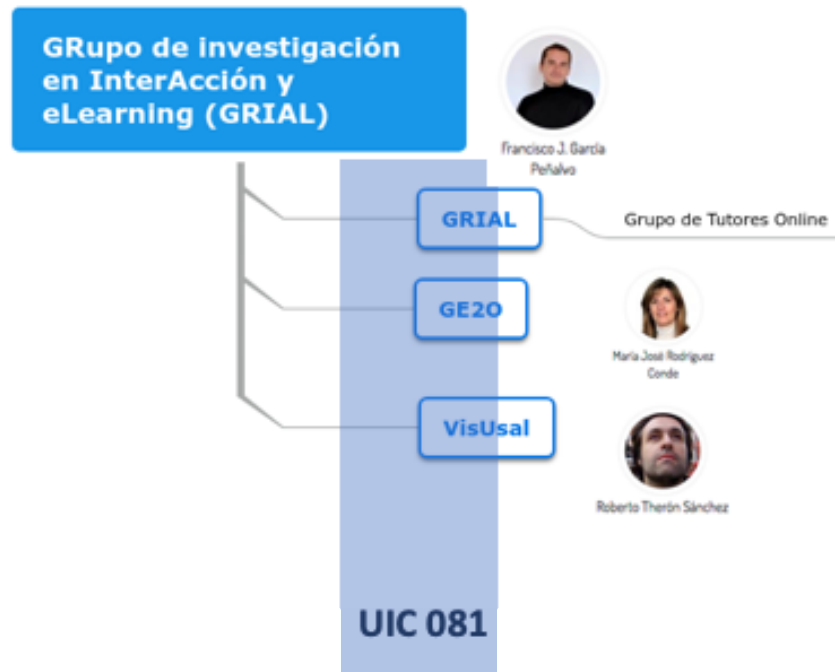 GRupo de investigación
en InterAcción y
eLearning (GRIAL)
Francisco J. García
Peñalvo
GRIAL
Grupo de Tutores Online
GE2O
María José Rodríguez
Conde
VisUsal
Roberto Therón Sánchez
UIC 081